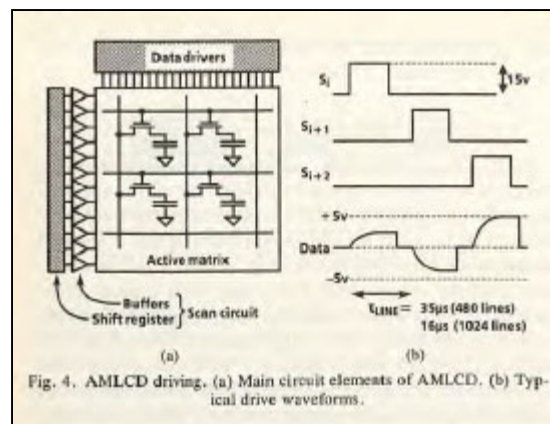 Data drivers
Active matrix
Buffers
Shift register
Scan circuit
(a)
Si
15v
Si+1
Si+2
+5v
Data
-5v
tLINE = 35µs (480 lines)
16µs (1024 lines)
(b)
Fig. 4. AMLCD driving. (a) Main circuit elements of AMLCD. (b) Typ-
ical drive waveforms.